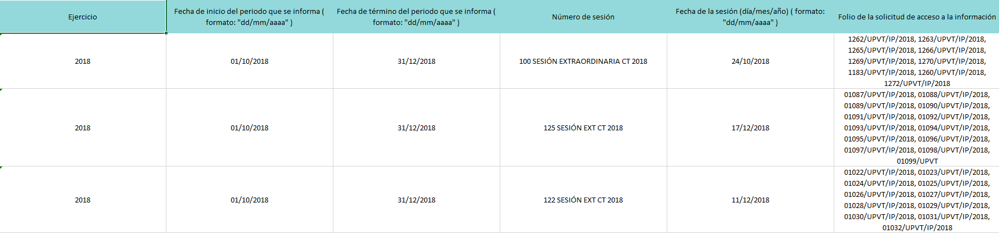 Ejercicio
Fecha de inicio del periodo que se informa (
formato: "dd/mm/aaaa" )
Fecha de término del periodo que se informa (
formato: "dd/mm/aaaa" )
Número de sesión
Fecha de la sesión (día/mes/año) ( formato:
"dd/mm/aaaa" )
Folio de la solicitud de acceso a la información
2018
01/10/2018
31/12/2018
100 SESIÓN EXTRAORDINARIA CT 2018
24/10/2018
1262/UPVT/IP/2018, 1263/UPVT/IP/2018,
1265/UPVT/IP/2018, 1266/UPVT/IP/2018,
1269/UPVT/IP/2018, 1270/UPVT/IP/2018,
1183/UPVT/IP/2018, 1260/UPVT/IP/2018,
1272/UPVT/IP/2018
2018
01/10/2018
31/12/2018
125 SESIÓN EXT CT 2018
17/12/2018
01087/UPVT/IP/2018, 01088/UPVT/IP/2018,
01089/UPVT/IP/2018, 01090/UPVT/IP/2018,
01091/UPVT/IP/2018, 01092/UPVT/IP/2018,
01093/UPVT/IP/2018, 01094/UPVT/IP/2018,
01095/UPVT/IP/2018, 01096/UPVT/IP/2018,
01097/UPVT/IP/2018, 01098/UPVT/IP/2018,
01099/UPVT
2018
01/10/2018
31/12/2018
122 SESIÓN EXT CT 2018
11/12/2018
01022/UPVT/IP/2018, 01023/UPVT/IP/2018,
01024/UPVT/IP/2018, 01025/UPVT/IP/2018,
01026/UPVT/IP/2018, 01027/UPVT/IP/2018,
01028/UPVT/IP/2018, 01029/UPVT/IP/2018,
01030/UPVT/IP/2018, 01031/UPVT/IP/2018,
01032/UPVT/IP/2018